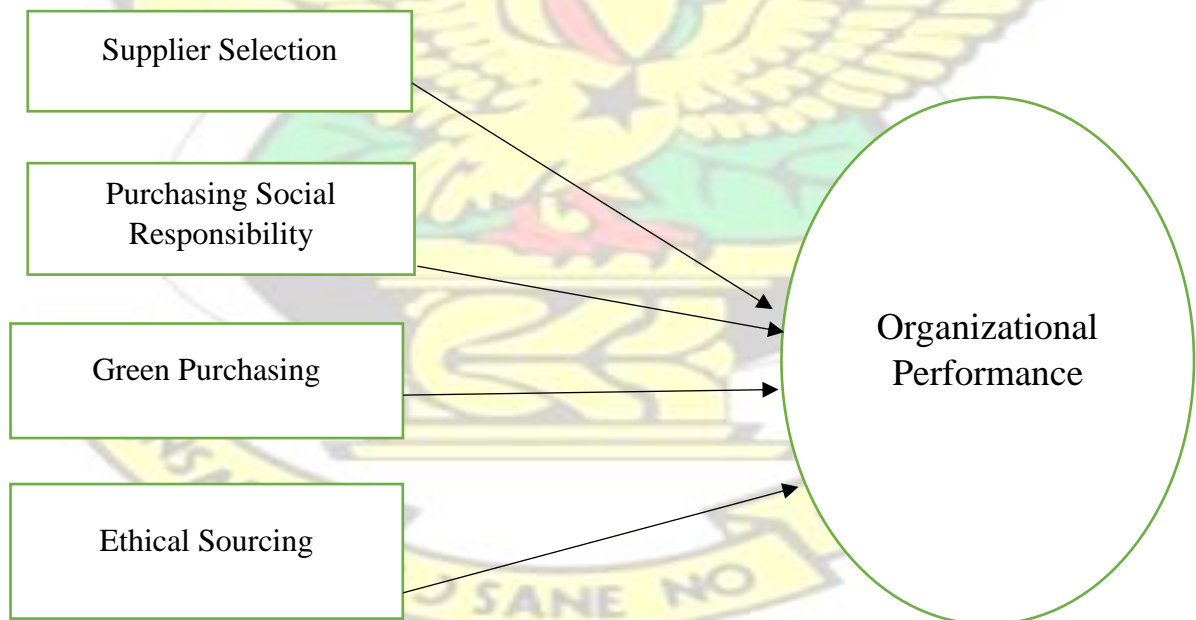 Supplier Selection
Purchasing Social
Responsibility
Green Purchasing
Ethical Sourcing
Organizational
Performance
SANE NO